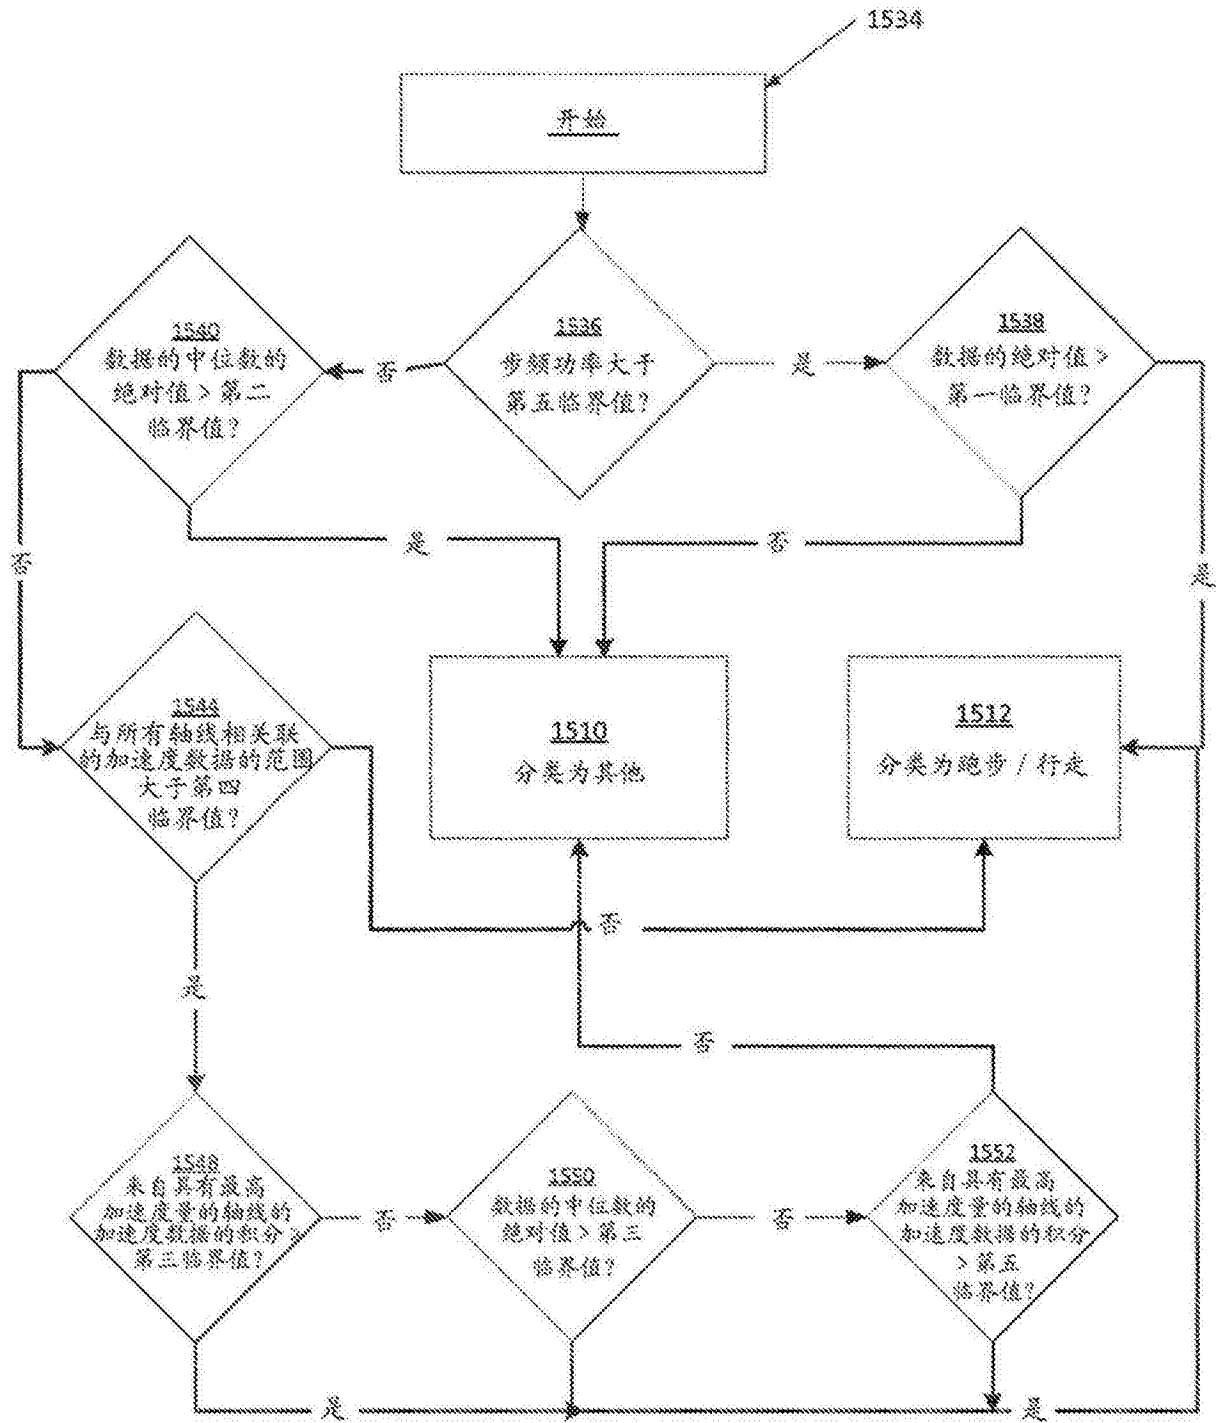 1534
开始
1540
数据的中位数的
绝对值>第二
临界值?
否
1536
步频功率大于
第五临界值?
是
1538
数据的绝对值>
第一临界值?
否
是
否
是
1544
与所有轴线相关联
的加速度数据的范围
大于第四
临界值?
1510
分类为其他
1512
分类为跑步/行走
否
是
否
1548
来自具有最高
加速度量的轴线的
加速度数据的积分>
第三临界值?
否
1550
数据的中位数的
绝对值>第三
临界值?
否
1552
来自具有最高
加速度量的轴线的
加速度数据的积分
>第五
临界值?
是
是